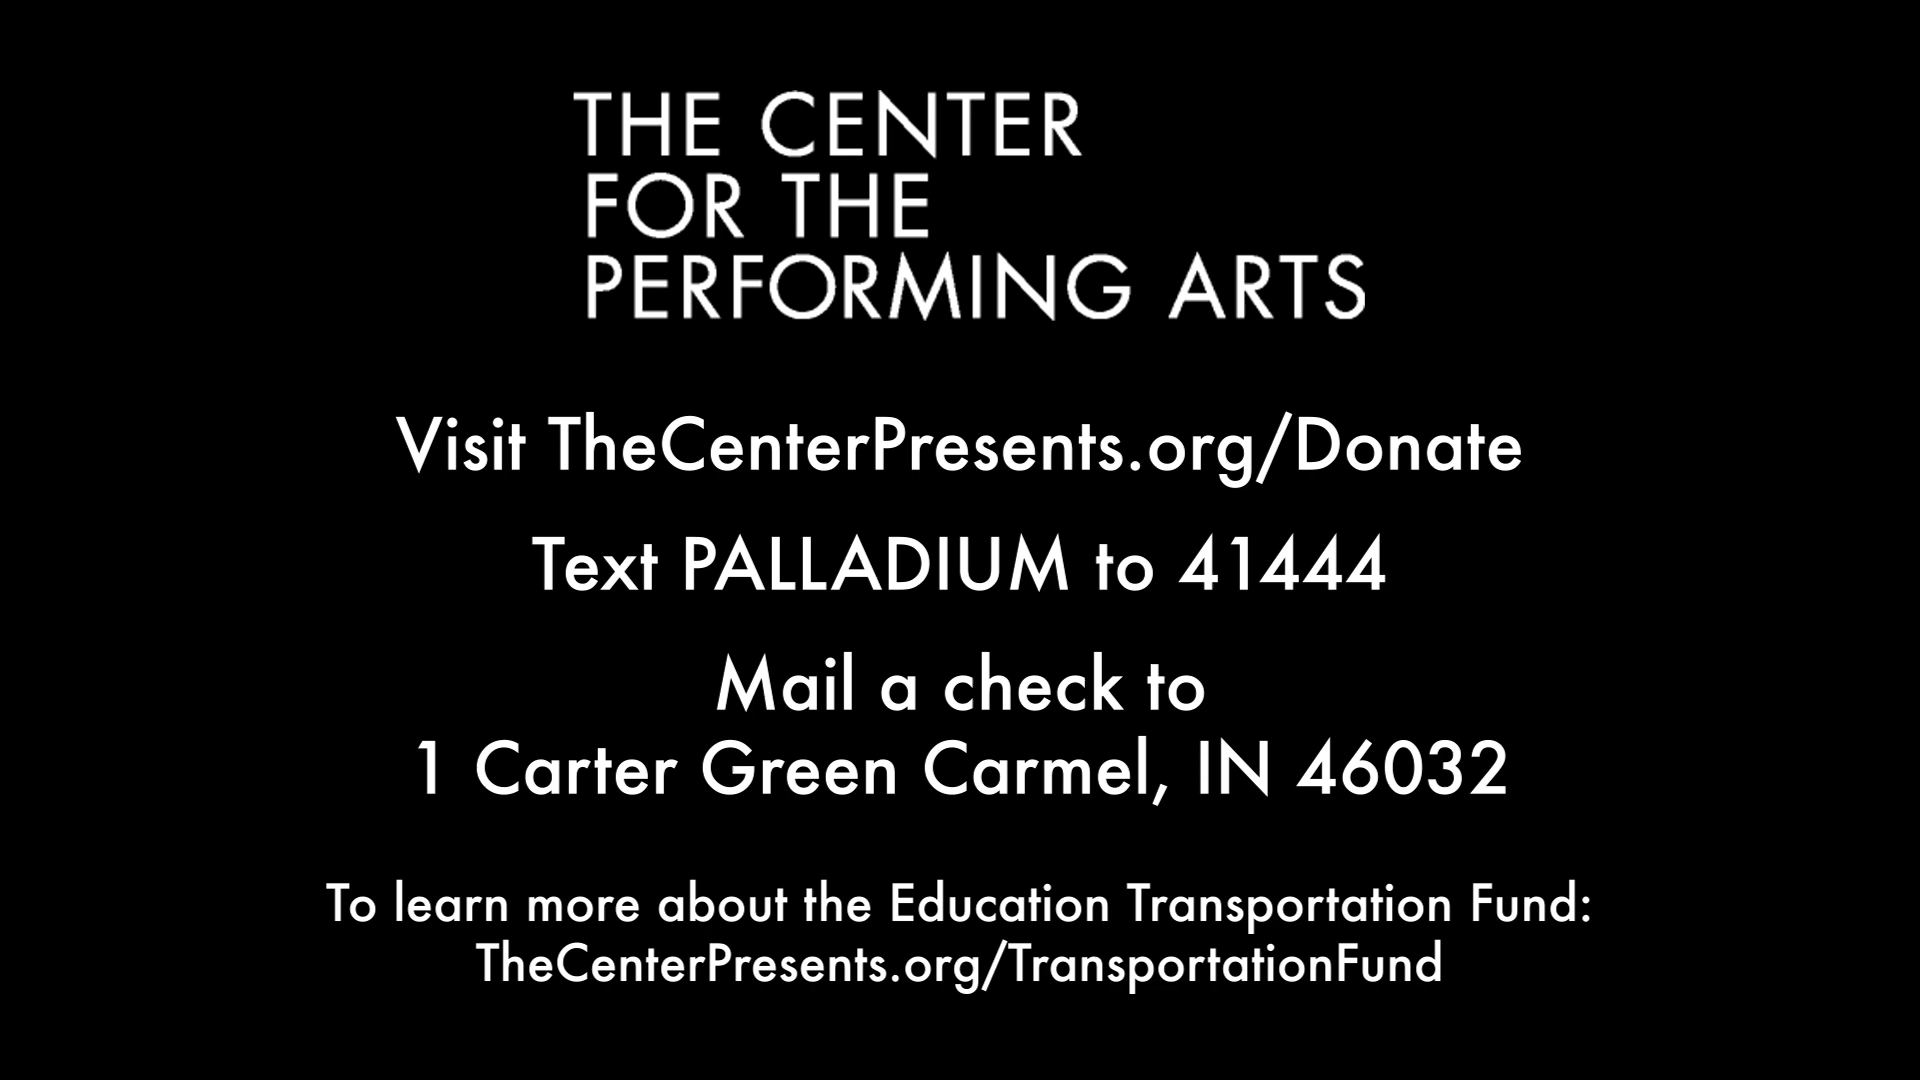 THE CENTER
FOR THE
PERFORMING ARTS
Visit TheCenterPresents.org/Donate
Text PALLADIUM to 41444
Mail a check to
1 Carter Green Carmel, IN 46032
To learn more about the Education Transportation Fund:
TheCenterPresents.org/TransportationFund